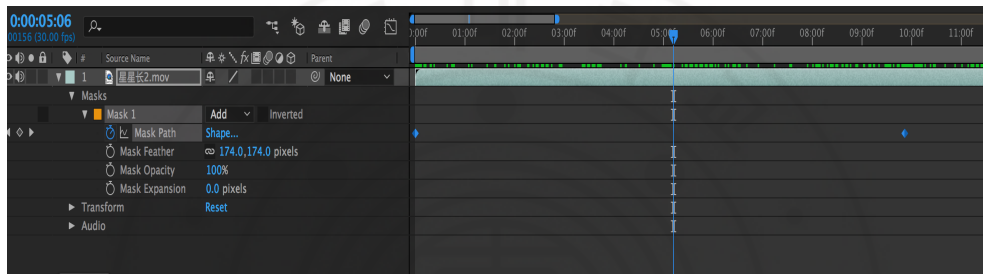 0:00:05:06
00156 (30.00 fps)
:00f 01:00f 02:00f 03:00f 04:00f 05:00f 06:00f 07:00f 08:00f 09:00f 10:00f 11:00f
# Source Name Parent
1 星星长2.mov None
Masks
Mask 1 Add Inverted
Mask Path Shape...
Mask Feather 174.0,174.0 pixels
Mask Opacity 100%
Mask Expansion 0.0 pixels
Transform Reset
Audio